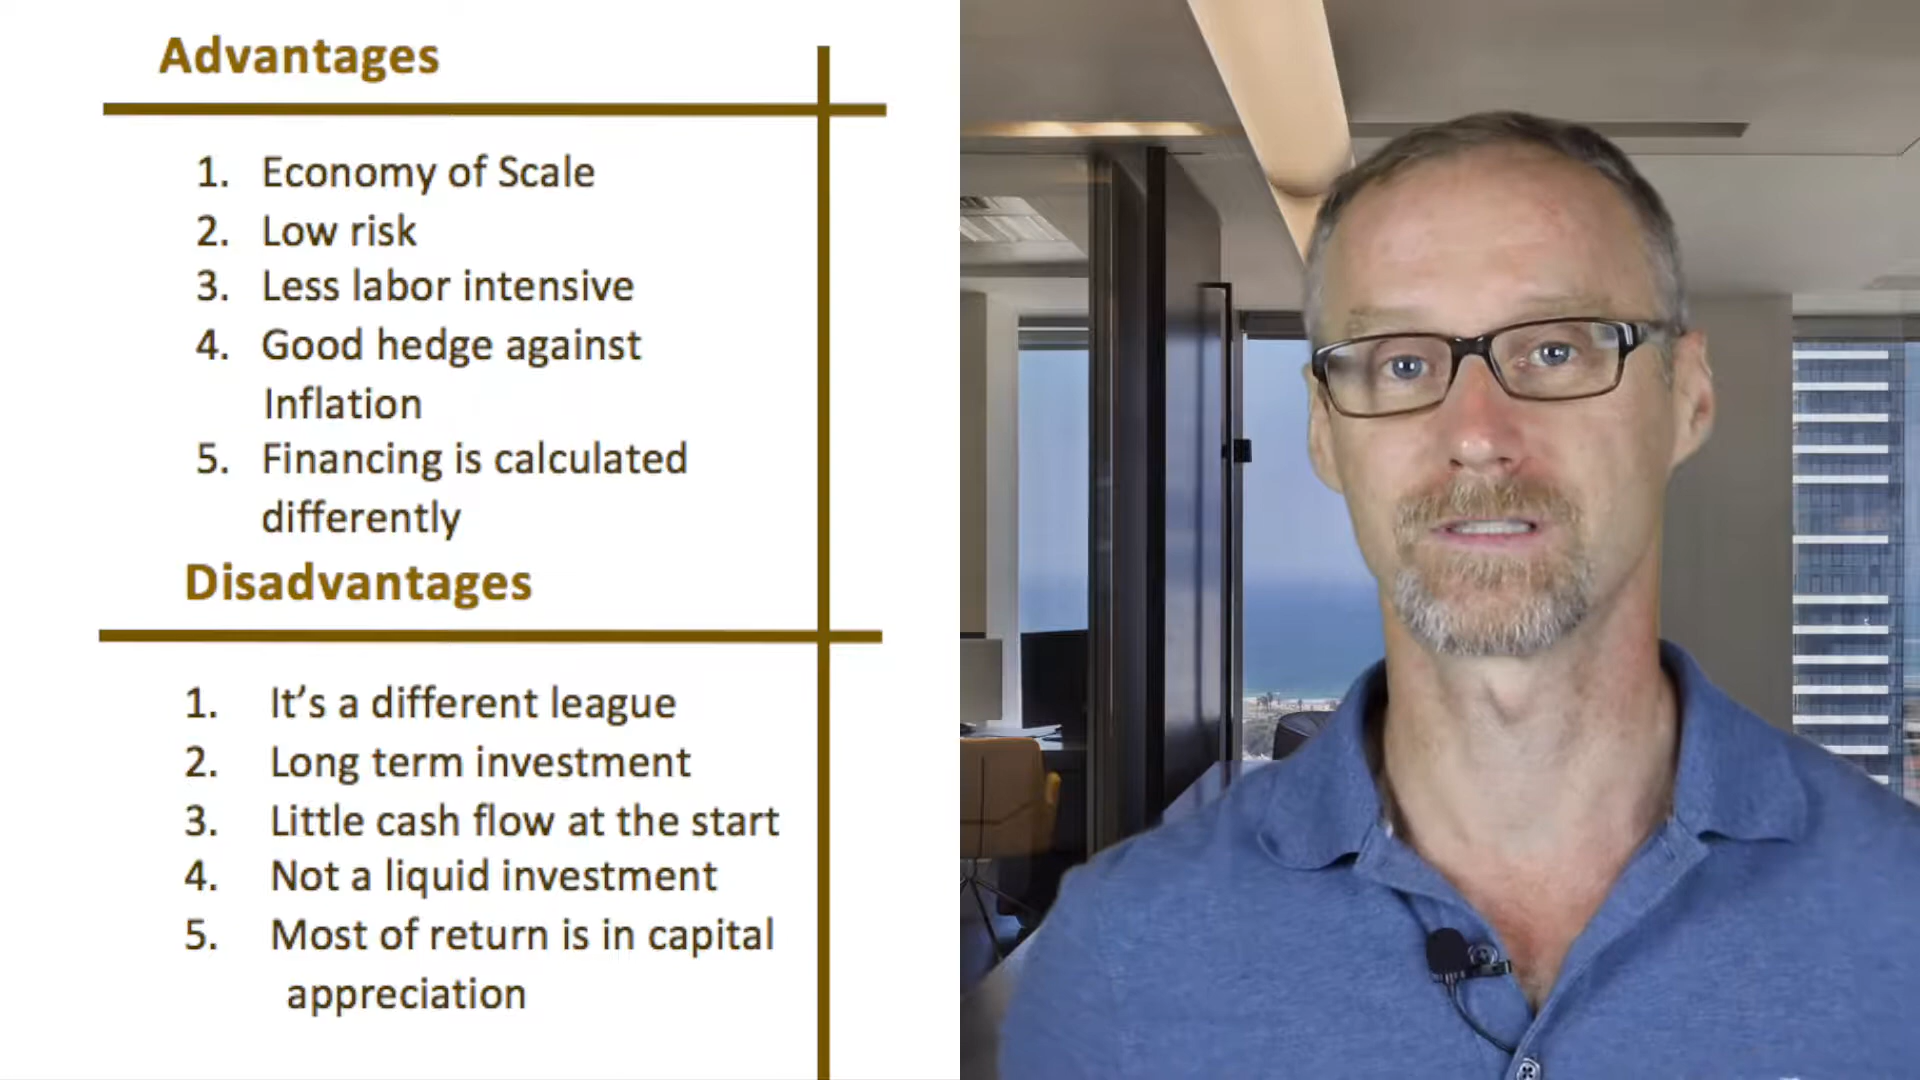 Advantages
1. Economy of Scale
2. Low risk
3. Less labor intensive
4. Good hedge against
Inflation
5. Financing is calculated
differently
Disadvantages
1. It’s a different league
2. Long term investment
3. Little cash flow at the start
4. Not a liquid investment
5. Most of return is in capital
appreciation